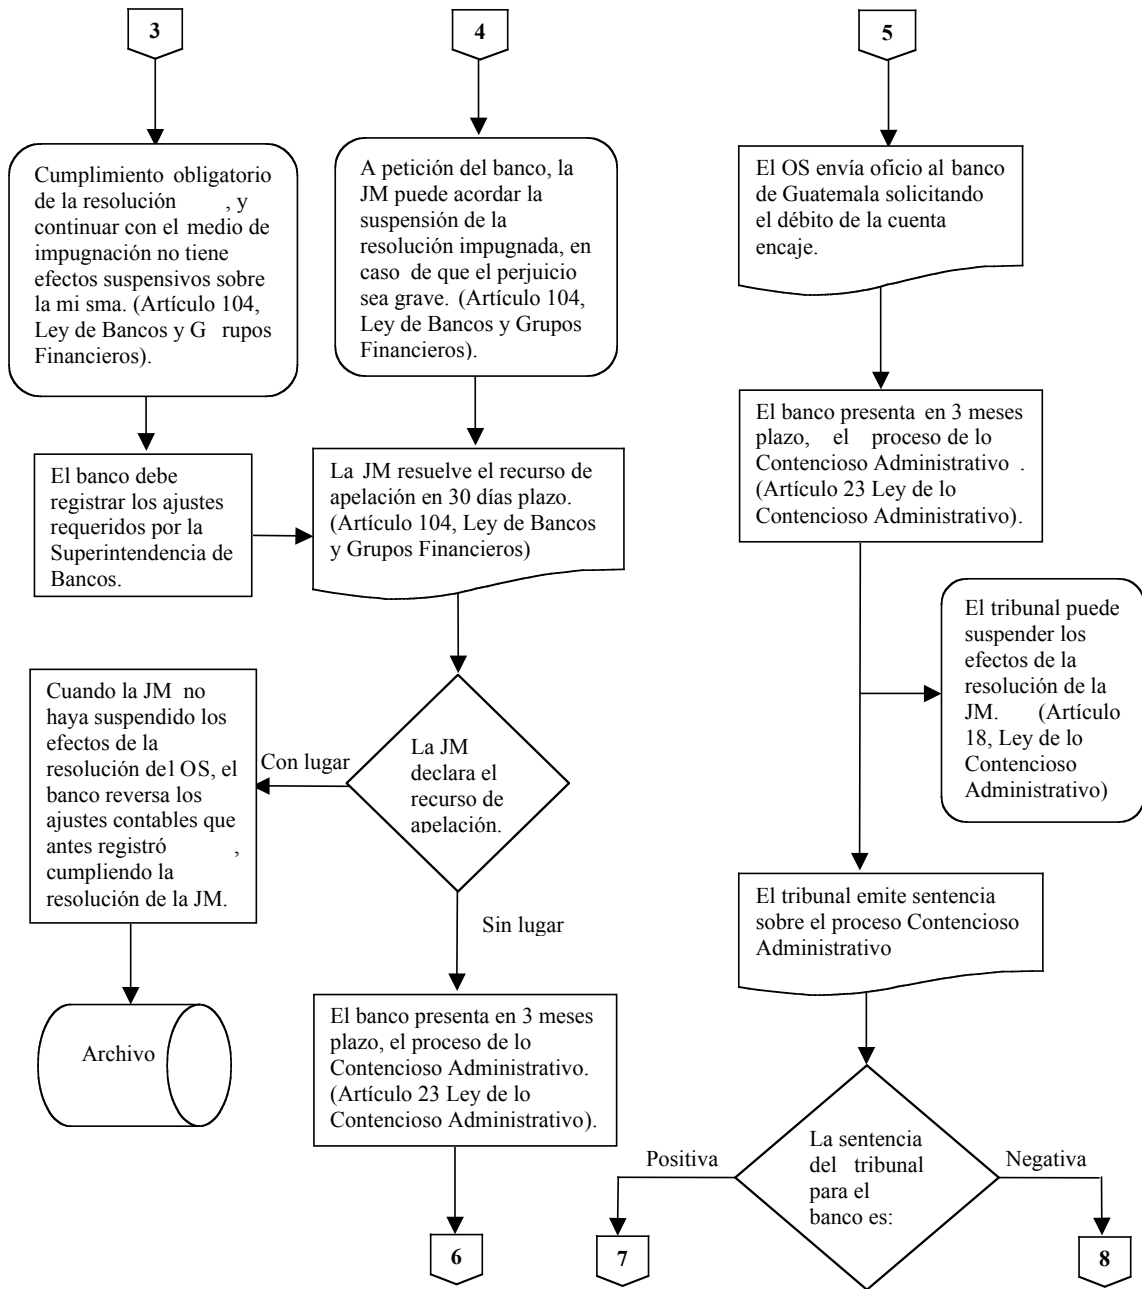 3
Cumplimiento obligatorio
de la resolución , y
continuar con el medio de
impugnación no tiene
efectos suspensivos sobre
la mi sma. (Artículo 104,
Ley de Bancos y G rupos
Financieros).
El banco debe
registrar los ajustes
requeridos por la
Superintendencia de
Bancos.
4
A petición del banco, la
JM puede acordar la
suspensión de la
resolución impugnada, en
caso de que el perjuicio
sea grave. (Artículo 104,
Ley de Bancos y Grupos
Financieros).
La JM resuelve el recurso de
apelación en 30 días plazo.
(Artículo 104, Ley de Bancos
y Grupos Financieros)
La JM
declara el
recurso de
apelación.
Con lugar
Cuando la JM no
haya suspendido los
efectos de la
resolución del OS, el
banco reversa los
ajustes contables que
antes registró ,
cumpliendo la
resolución de la JM.
Archivo
Sin lugar
El banco presenta en 3 meses
plazo, el proceso de lo
Contencioso Administrativo.
(Artículo 23 Ley de lo
Contencioso Administrativo).
6
5
El OS envía oficio al banco
de Guatemala solicitando
el débito de la cuenta
encaje.
El banco presenta en 3 meses
plazo, el proceso de lo
Contencioso Administrativo .
(Artículo 23 Ley de lo
Contencioso Administrativo).
El tribunal puede
suspender los
efectos de la
resolución de la
JM. (Artículo
18, Ley de lo
Contencioso
Administrativo)
El tribunal emite sentencia
sobre el proceso Contencioso
Administrativo
La sentencia
del tribunal
para el
banco es:
Positiva
Negativa
7
8